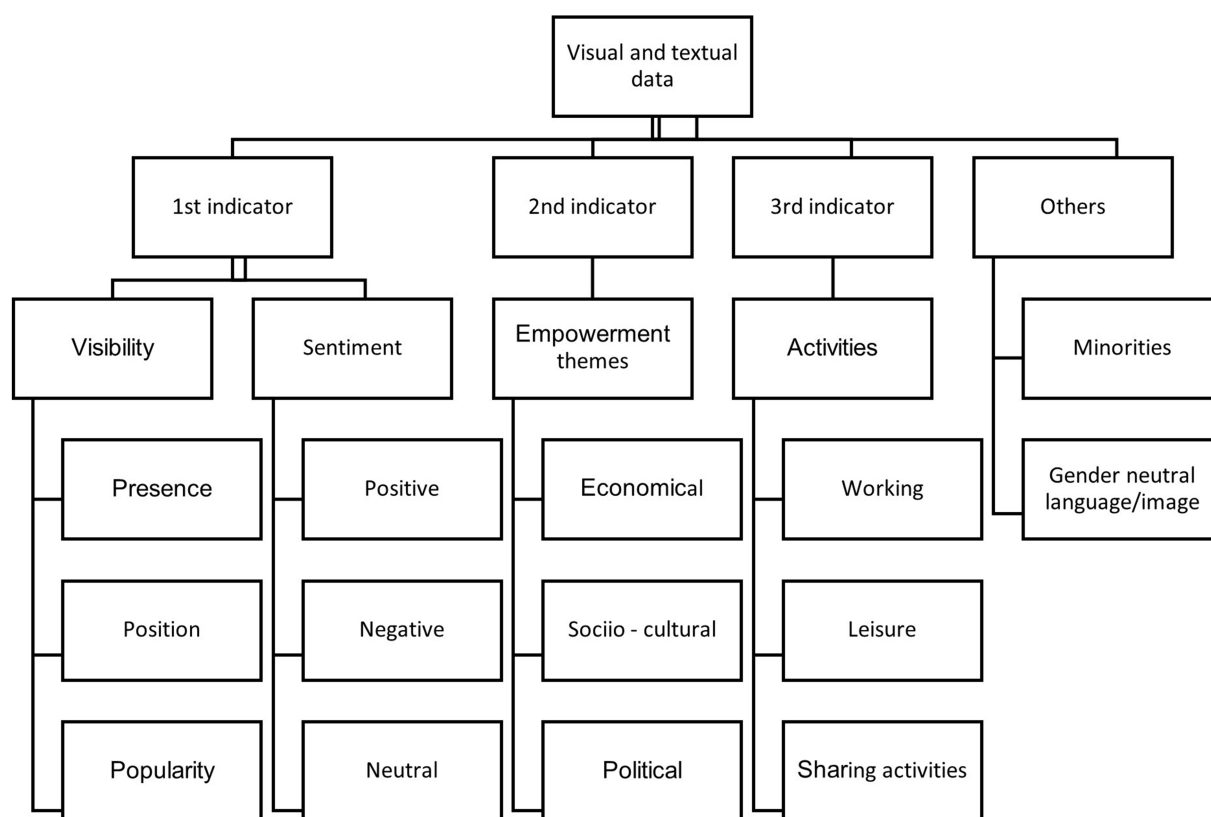 Visual and textual
data
1st indicator
2nd indicator
3rd indicator
Others
Visibility
Sentiment
Empowerment
themes
Activities
Minorities
Presence
Positive
Economical
Working
Gender neutral
language/image
Position
Negative
Sociio - cultural
Leisure
Popularity
Neutral
Political
Sharing activities